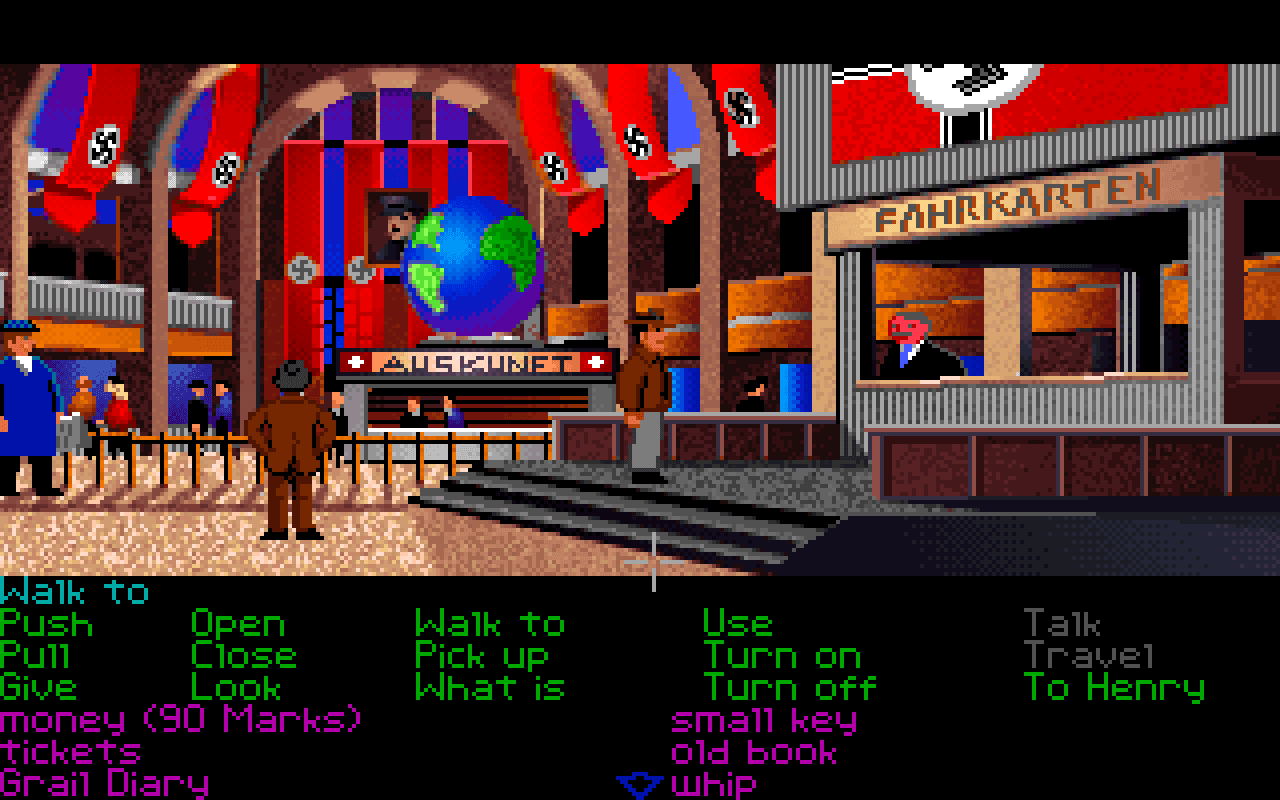 FAHRKARTEN
AUSKUNFT
Walk to
Push Open Walk to Use Talk
Pull Close Pick up Turn on Travel
Give Look What is Turn off To Henry
money (90 Marks) small key
tickets old book
Grail Diary whip